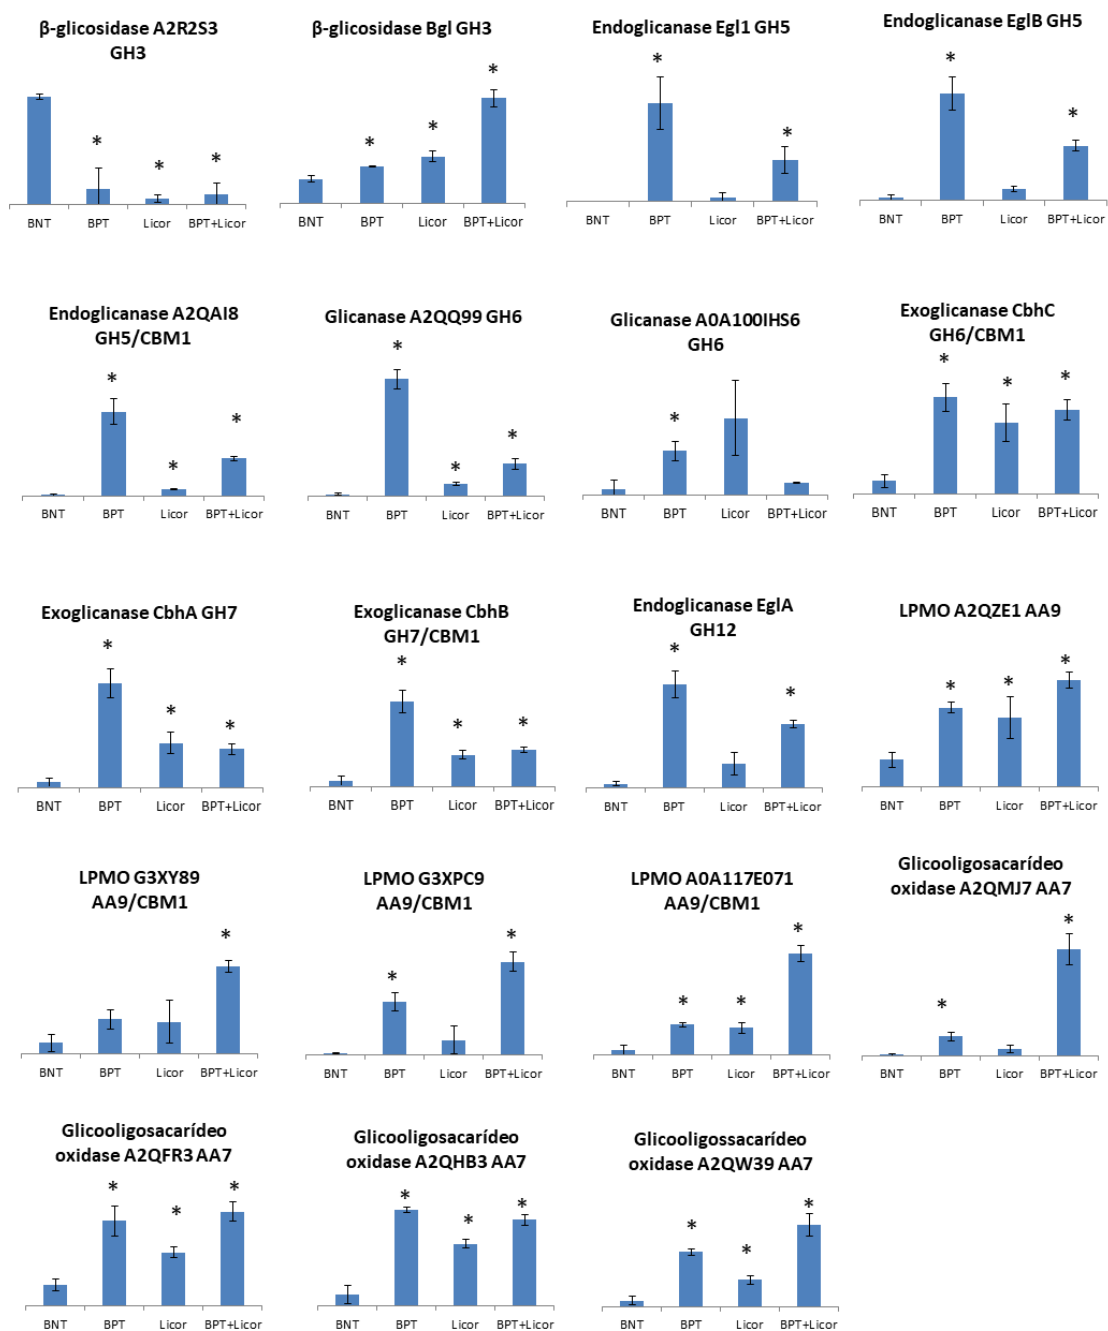 β-glicosidase A2R2S3
GH3
*
*
*
BNT BPT Licor BPT+Licor
β-glicosidase Bgl GH3
*
*
*
BNT BPT Licor BPT+Licor
Endoglicanase Egl1 GH5
*
*
BNT BPT Licor BPT+Licor
Endoglicanase EglB GH5
*
*
BNT BPT Licor BPT+Licor
Endoglicanase A2QAI8
GH5/CBM1
*
*
*
BNT BPT Licor BPT+Licor
Glicanase A2QQ99 GH6
*
*
*
BNT BPT Licor BPT+Licor
Glicanase A0A100IHS6
GH6
*
BNT BPT Licor BPT+Licor
Exoglicanase CbhC
GH6/CBM1
*
*
*
BNT BPT Licor BPT+Licor
Exoglicanase CbhA GH7
*
*
*
BNT BPT Licor BPT+Licor
Exoglicanase CbhB
GH7/CBM1
*
*
*
BNT BPT Licor BPT+Licor
Endoglicanase EglA
GH12
*
*
BNT BPT Licor BPT+Licor
LPMO A2QZE1 AA9
*
*
*
BNT BPT Licor BPT+Licor
LPMO G3XY89
AA9/CBM1
*
BNT BPT Licor BPT+Licor
LPMO G3XPC9
AA9/CBM1
*
*
BNT BPT Licor BPT+Licor
LPMO A0A117E071
AA9/CBM1
*
*
*
BNT BPT Licor BPT+Licor
Glicooligosacarídeo
oxidase A2QMJ7 AA7
*
*
BNT BPT Licor BPT+Licor
Glicooligosacarídeo
oxidase A2QFR3 AA7
*
*
*
BNT BPT Licor BPT+Licor
Glicooligosacarídeo
oxidase A2QHB3 AA7
*
*
*
BNT BPT Licor BPT+Licor
Glicooligossacarídeo
oxidase A2QW39 AA7
*
*
*
BNT BPT Licor BPT+Licor